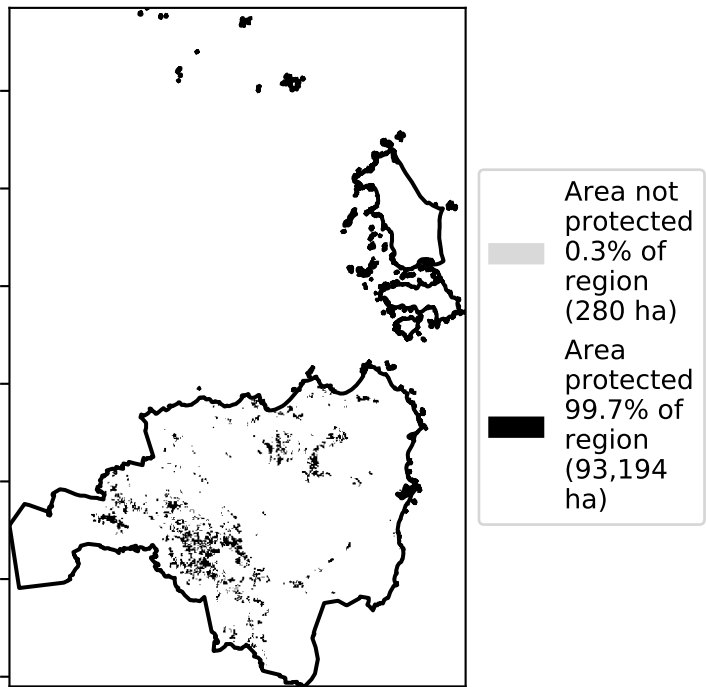 Area not
protected
0.3% of
region
(280 ha)
Area
protected
99.7% of
region
(93,194
ha)